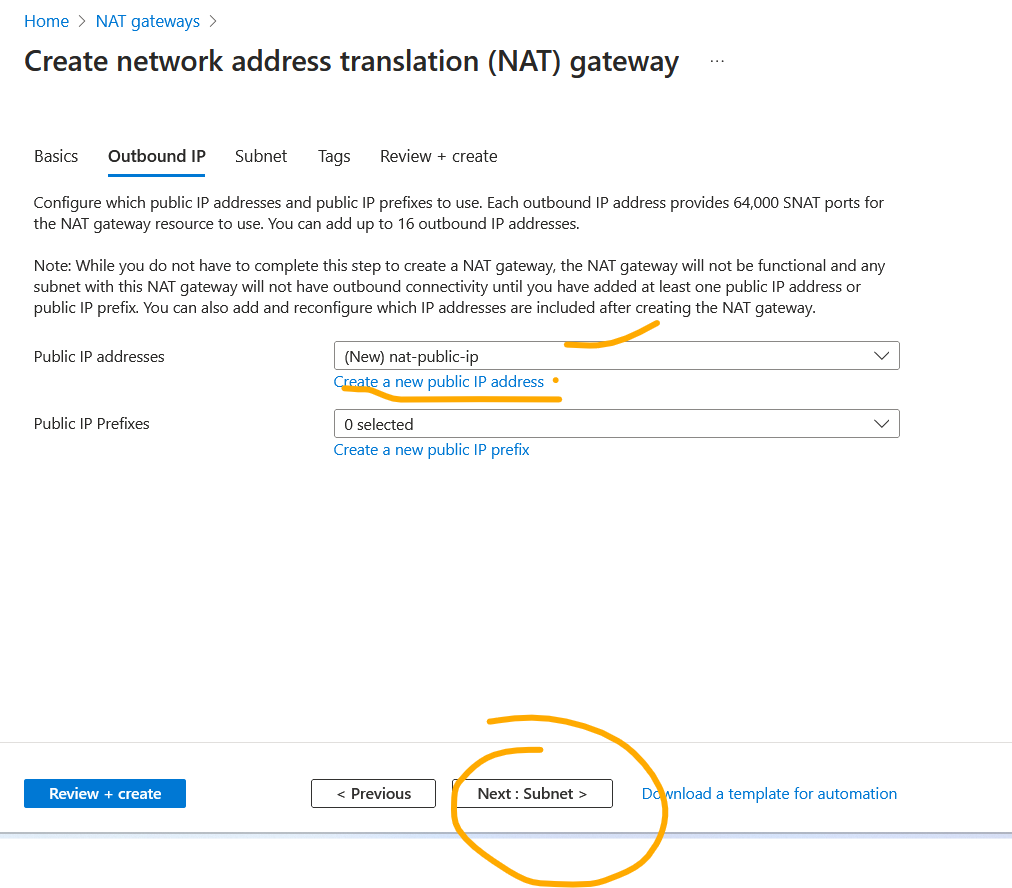 Home > NAT gateways >
Create network address translation (NAT) gateway ...
Basics Outbound IP Subnet Tags Review + create
Configure which public IP addresses and public IP prefixes to use. Each outbound IP address provides 64,000 SNAT ports for
the NAT gateway resource to use. You can add up to 16 outbound IP addresses.
Note: While you do not have to complete this step to create a NAT gateway, the NAT gateway will not be functional and any
subnet with this NAT gateway will not have outbound connectivity until you have added at least one public IP address or
public IP prefix. You can also add and reconfigure which IP addresses are included after creating the NAT gateway.
Public IP addresses (New) nat-public-ip
Create a new public IP address
Public IP Prefixes 0 selected
Create a new public IP prefix
Review + create < Previous Next : Subnet > Download a template for automation